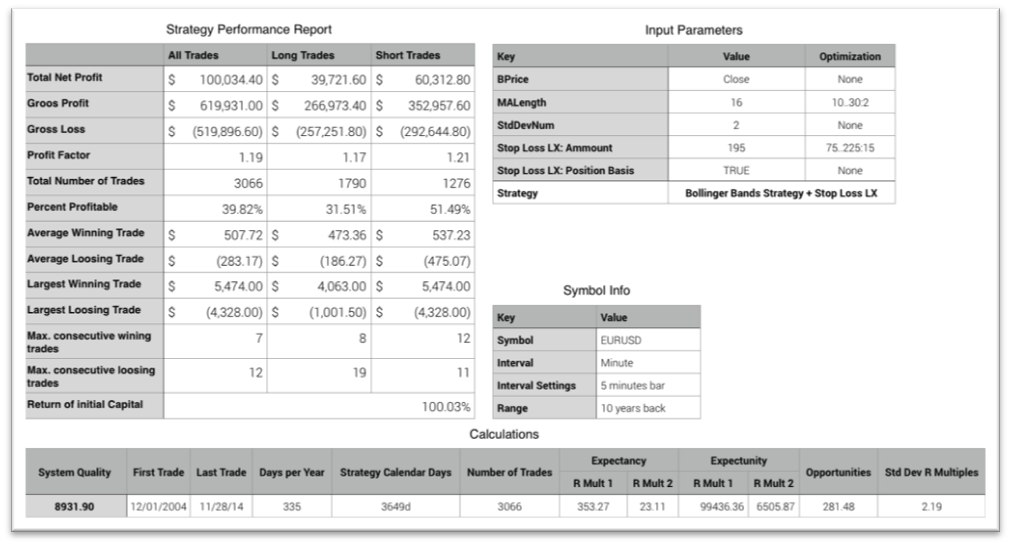 Strategy Performance Report
All Trades Long Trades Short Trades
Total Net Profit $ 100,034.40 $ 39,721.60 $ 60,312.80
Groos Profit $ 619,931.00 $ 266,973.40 $ 352,957.60
Gross Loss $ (519,896.60) $ (257,251.80) $ (292,644.80)
Profit Factor 1.19 1.17 1.21
Total Number of Trades 3066 1790 1276
Percent Profitable 39.82% 31.51% 51.49%
Average Winning Trade $ 507.72 $ 473.36 $ 537.23
Average Loosing Trade $ (283.17) $ (186.27) $ (475.07)
Largest Winning Trade $ 5,474.00 $ 4,063.00 $ 5,474.00
Largest Loosing Trade $ (4,328.00) $ (1,001.50) $ (4,328.00)
Max. consecutive wining 7 8 12
trades
Max. consecutive loosing 12 19 11
trades
Return of initial Capital 100.03%
Input Parameters
Key Value Optimization
BPrice Close None
MALength 16 10..30:2
StdDevNum 2 None
Stop Loss LX: Ammount 195 75..225:15
Stop Loss LX: Position Basis TRUE None
Strategy Bollinger Bands Strategy + Stop Loss LX
Symbol Info
Key Value
Symbol EURUSD
Interval Minute
Interval Settings 5 minutes bar
Range 10 years back
Calculations
System Quality First Trade Last Trade Days per Year Strategy Calendar Days Number of Trades Expectancy Expectunity Opportunities Std Dev R Multiples
R Mult 1 R Mult 2 R Mult 1 R Mult 2
8931.90 12/01/2004 11/28/14 335 3649d 3066 353.27 23.11 99436.36 6505.87 281.48 2.19